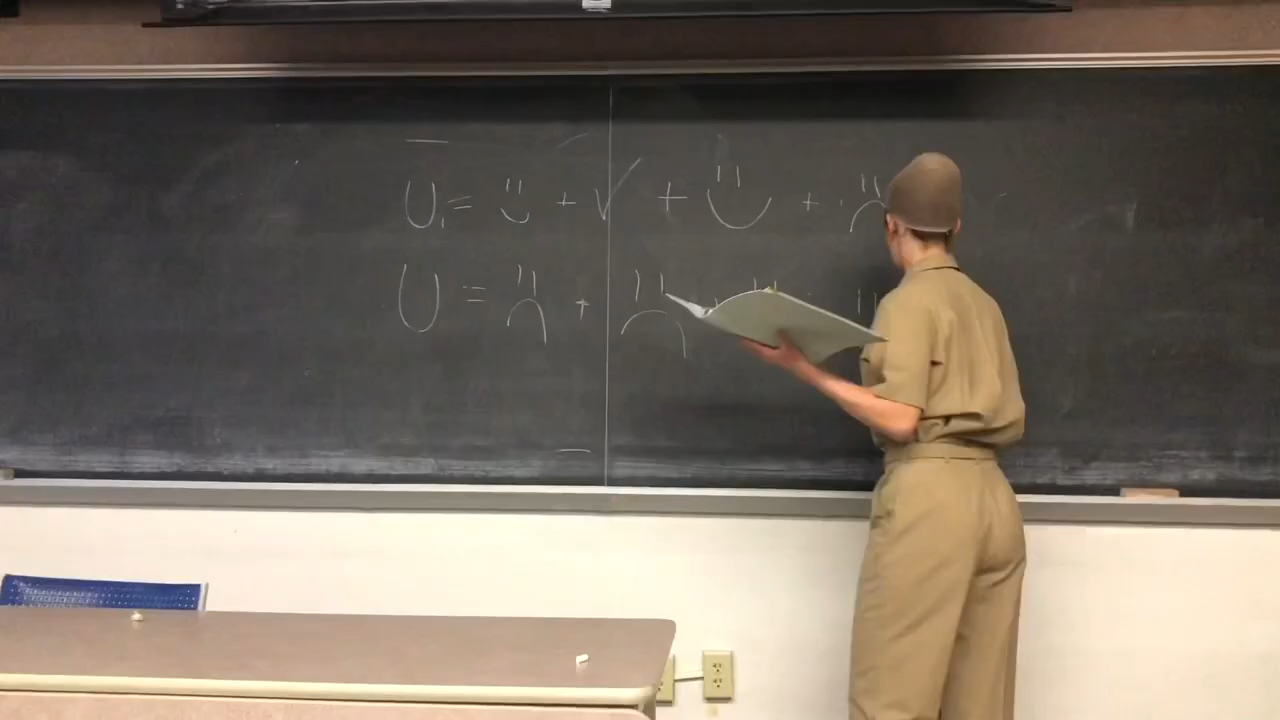 U₁= ¨⌣ + √ + ¨⌣ + ¨⌢
U = ¨⌢ + ¨⌢